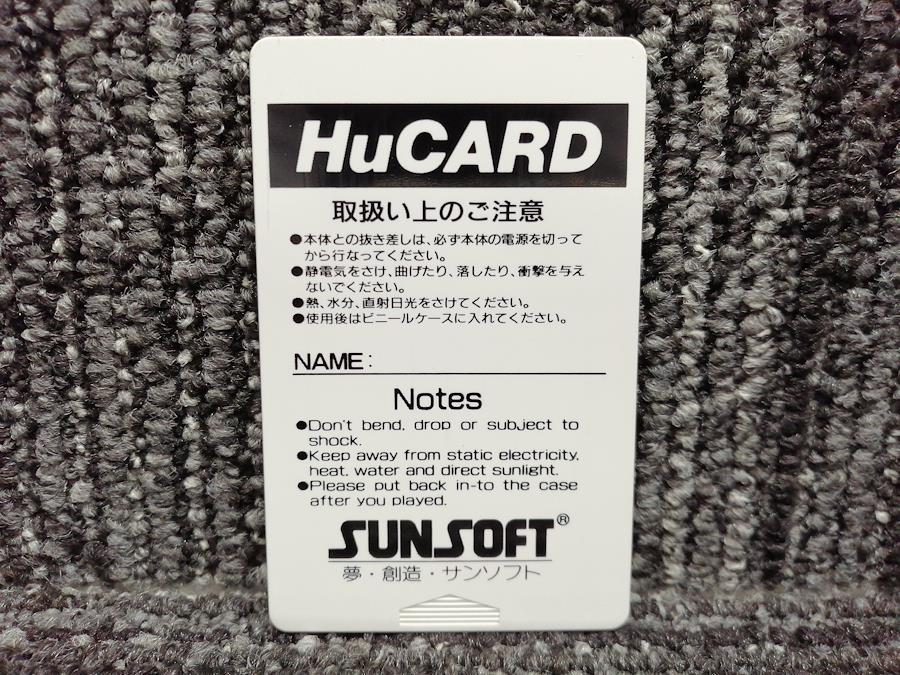 HuCARD
取扱い上のご注意
●本体との抜き差しは、必ず本体の電源を切って
から行なってください。
●静電気をさけ、曲げたり、落したり、衝撃を与え
ないでください。
●熱、水分、直射日光をさけてください。
●使用後はビニールケースに入れてください。
NAME:
Notes
●Don't bend, drop or subject to
shock.
●Keep away from static electricity,
heat, water and direct sunlight.
●Please put back in-to the case
after you played.
SUNSOFT®
夢・創造・サンソフト